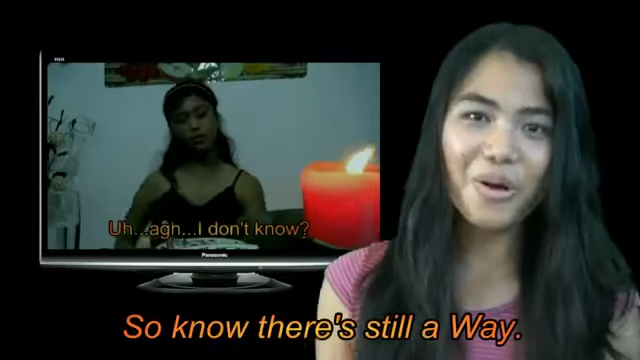 Uh...agh...I don't know?
Panasonic
So know there's still a Way.